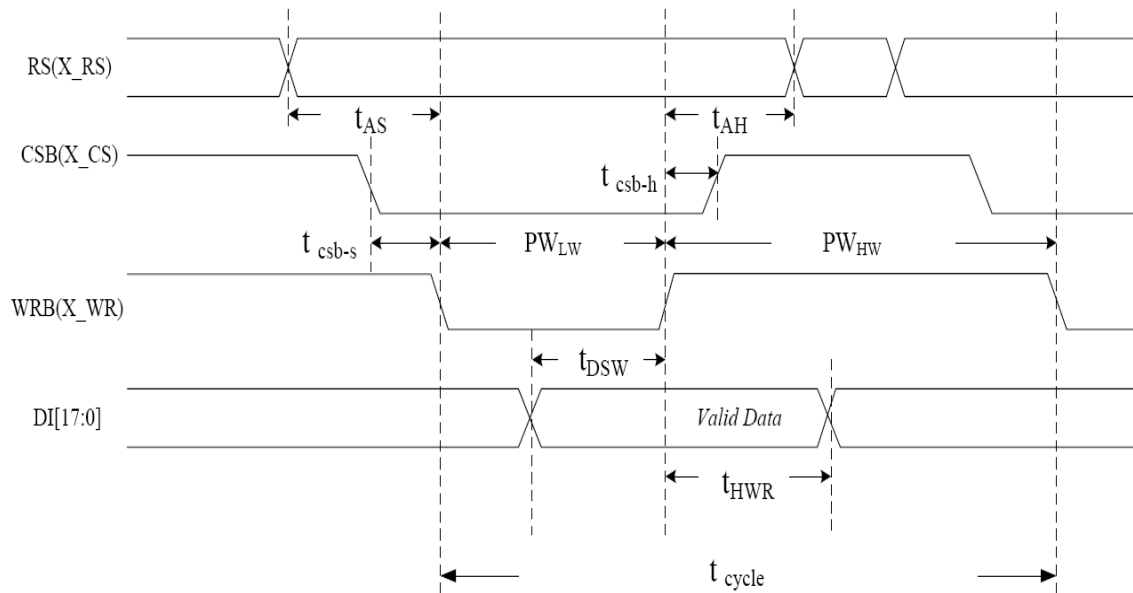 RS(X_RS)
tAS
tAH
CSB(X_CS)
t csb-h
t csb-s
PWLW
PWHW
WRB(X_WR)
tDSW
DI[17:0]
Valid Data
tHWR
t cycle